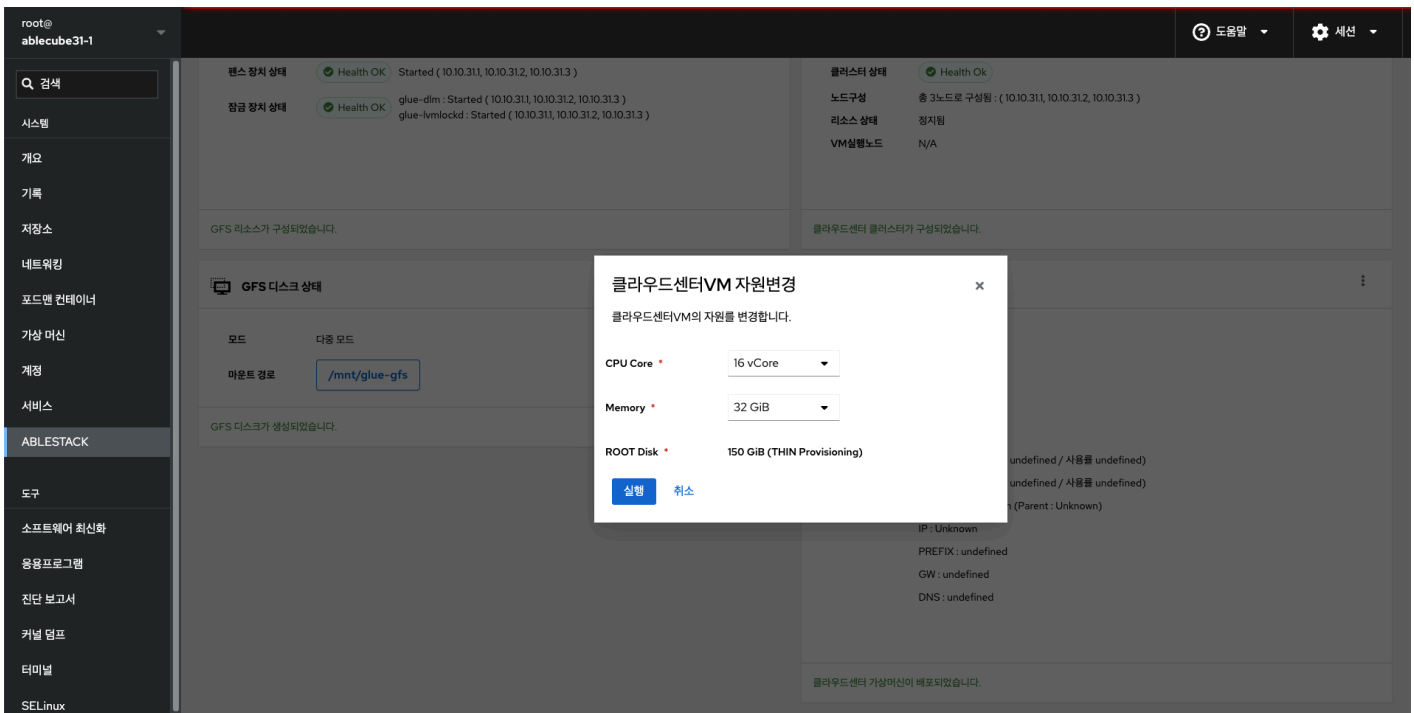 root@
ablecube31-1
도움말
세션
검색
시스템
개요
기록
저장소
네트워킹
포드맨 컨테이너
가상 머신
계정
서비스
ABLESTACK
도구
소프트웨어 최신화
응용프로그램
진단 보고서
커널 덤프
터미널
SELinux
펜스 장치 상태
Health OK
Started ( 10.10.31.1, 10.10.31.2, 10.10.31.3 )
잠금 장치 상태
Health OK
glue-dlm : Started ( 10.10.31.1, 10.10.31.2, 10.10.31.3 )
glue-lvmlockd : Started ( 10.10.31.1, 10.10.31.2, 10.10.31.3 )
GFS 리소스가 구성되었습니다.
클러스터 상태
Health Ok
노드구성
총 3노드로 구성됨 : ( 10.10.31.1, 10.10.31.2, 10.10.31.3 )
리소스 상태
정지됨
VM실행노드
N/A
클라우드센터 클러스터가 구성되었습니다.
GFS 디스크 상태
모드
다중 모드
마운트 경로
/mnt/glue-gfs
GFS 디스크가 생성되었습니다.
클라우드센터VM 자원변경
클라우드센터VM의 자원를 변경합니다.
CPU Core *
16 vCore
Memory *
32 GiB
ROOT Disk *
150 GiB (THIN Provisioning)
실행
취소
undefined / 사용률 undefined)
undefined / 사용률 undefined)
(Parent : Unknown)
IP : Unknown
PREFIX : undefined
GW : undefined
DNS : undefined
클라우드센터 가상머신이 배포되었습니다.